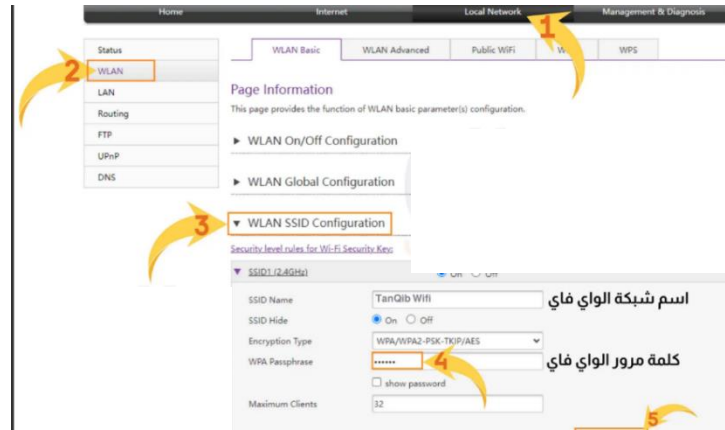 Home Internet Local Network Management & Diagnosis
1
Status WLAN Basic WLAN Advanced Public WiFi WPS
2 WLAN
LAN Page Information
Routing This page provides the function of WLAN basic parameter(s) configuration.
FTP WLAN On/Off Configuration
UPnP
DNS WLAN Global Configuration
3 WLAN SSID Configuration
Security level rules for Wi-Fi Security Key:
SSID1 (2.4GHz) On Off
SSID Name TanQib Wifi اسم شبكة الواي فاي
SSID Hide On Off
Encryption Type WPA/WPA2-PSK-TKIP/AES
WPA Passphrase •••••• 4 كلمة مرور الواي فاي
show password
Maximum Clients 32
5